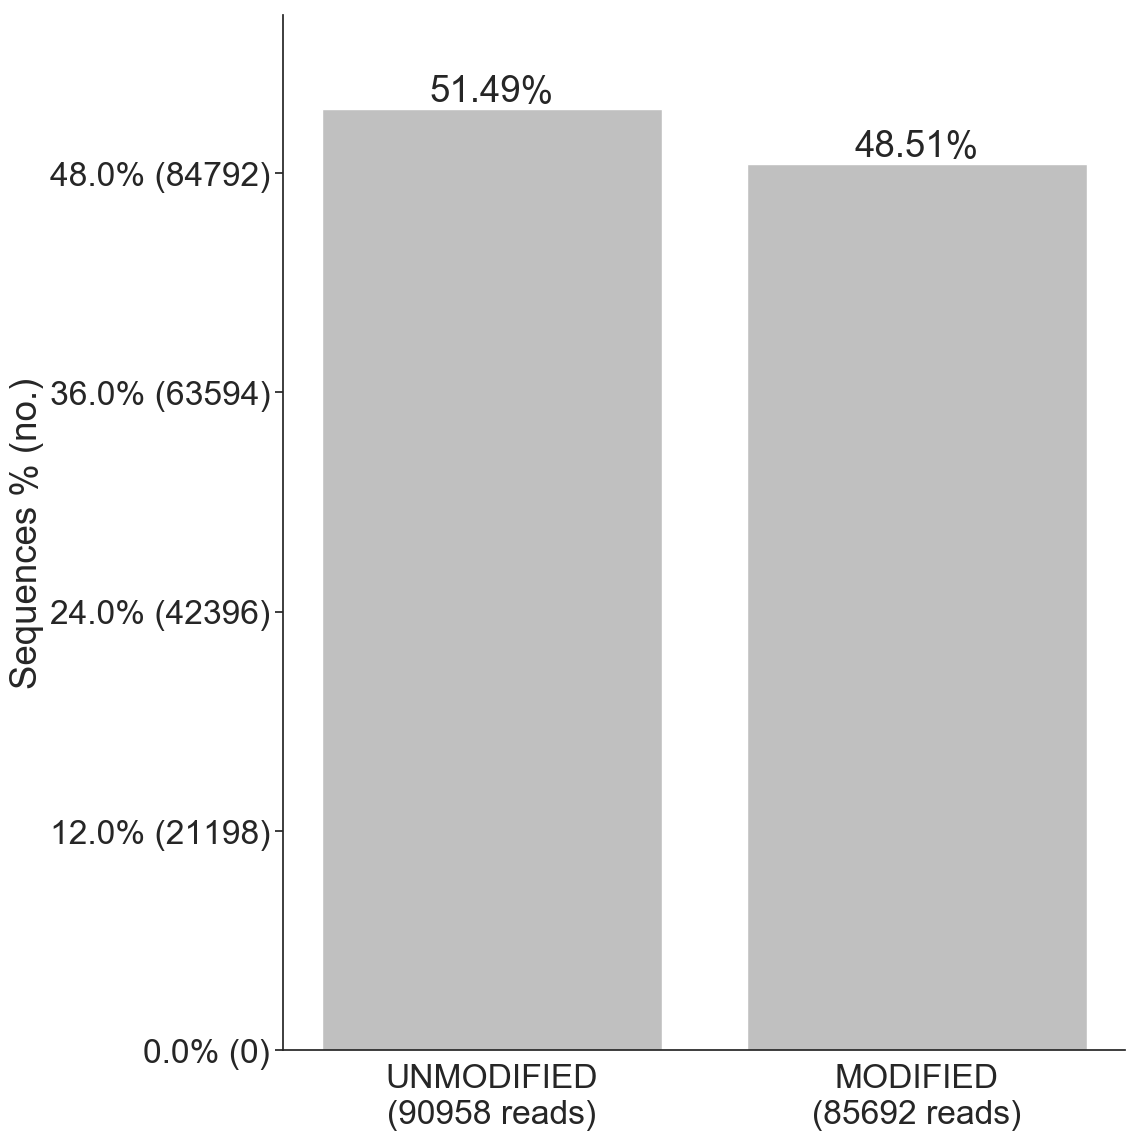 51.49%
48.51%
48.0% (84792)
36.0% (63594)
24.0% (42396)
12.0% (21198)
0.0% (0)
Sequences % (no.)
UNMODIFIED
(90958 reads)
MODIFIED
(85692 reads)